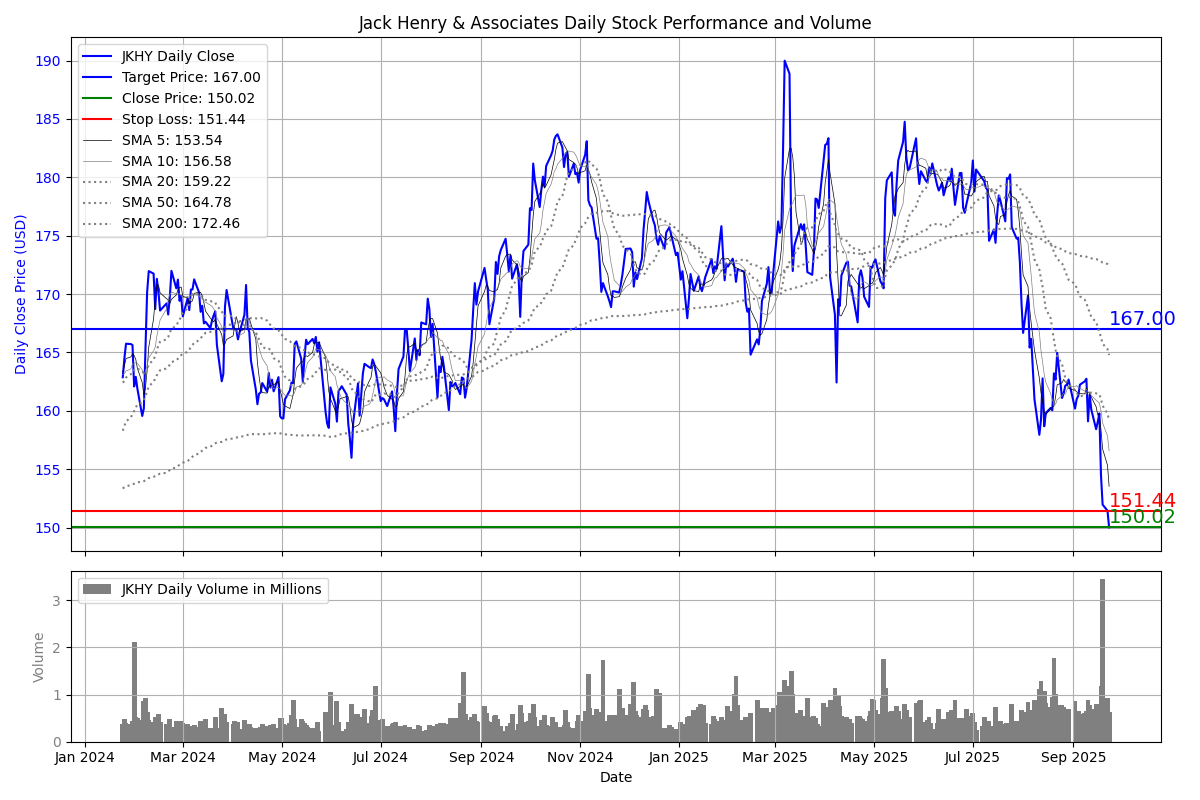 Jack Henry & Associates Daily Stock Performance and Volume
JKHY Daily Close
Target Price: 167.00
Close Price: 150.02
Stop Loss: 151.44
SMA 5: 153.54
SMA 10: 156.58
SMA 20: 159.22
SMA 50: 164.78
SMA 200: 172.46
Daily Close Price (USD)
190
185
180
175
170
165
160
155
150
167.00
151.44
150.02
JKHY Daily Volume in Millions
Volume
3
2
1
0
Jan 2024
Mar 2024
May 2024
Jul 2024
Sep 2024
Nov 2024
Jan 2025
Mar 2025
May 2025
Jul 2025
Sep 2025
Date